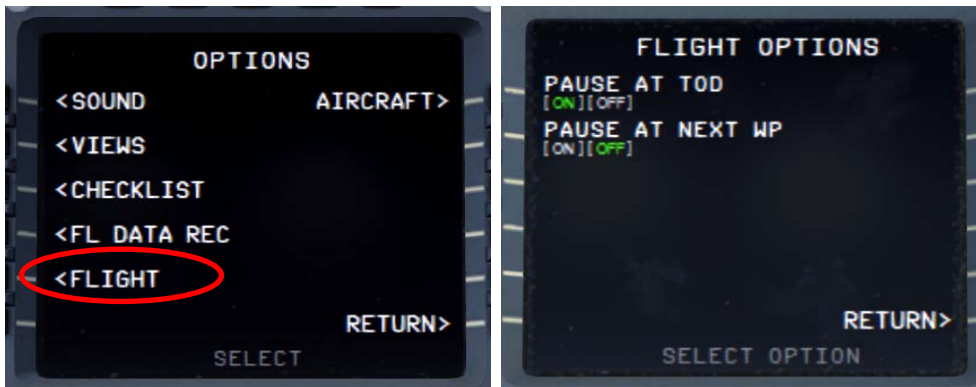 OPTIONS
<SOUND AIRCRAFT>
<VIEWS
<CHECKLIST
<FL DATA REC
<FLIGHT
RETURN>
SELECT
FLIGHT OPTIONS
PAUSE AT TOD
[ON][OFF]
PAUSE AT NEXT WP
[ON][OFF]
RETURN>
SELECT OPTION